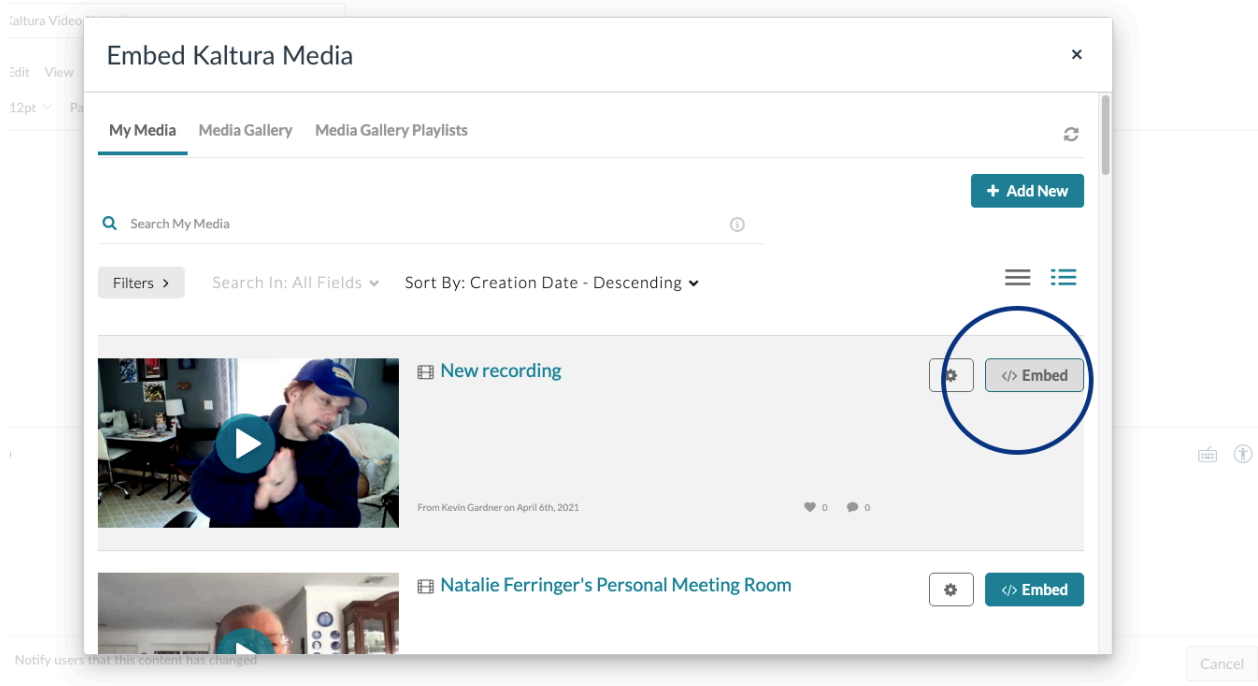 Kaltura Video
Embed Kaltura Media
×
Edit View
12pt
My Media Media Gallery Media Gallery Playlists
+ Add New
Search My Media
Filters > Search In: All Fields Sort By: Creation Date - Descending
New recording
</> Embed
From Kevin Gardner on April 6th, 2021
0 0
Natalie Ferringer's Personal Meeting Room
</> Embed
Notify users that this content has changed
Cancel